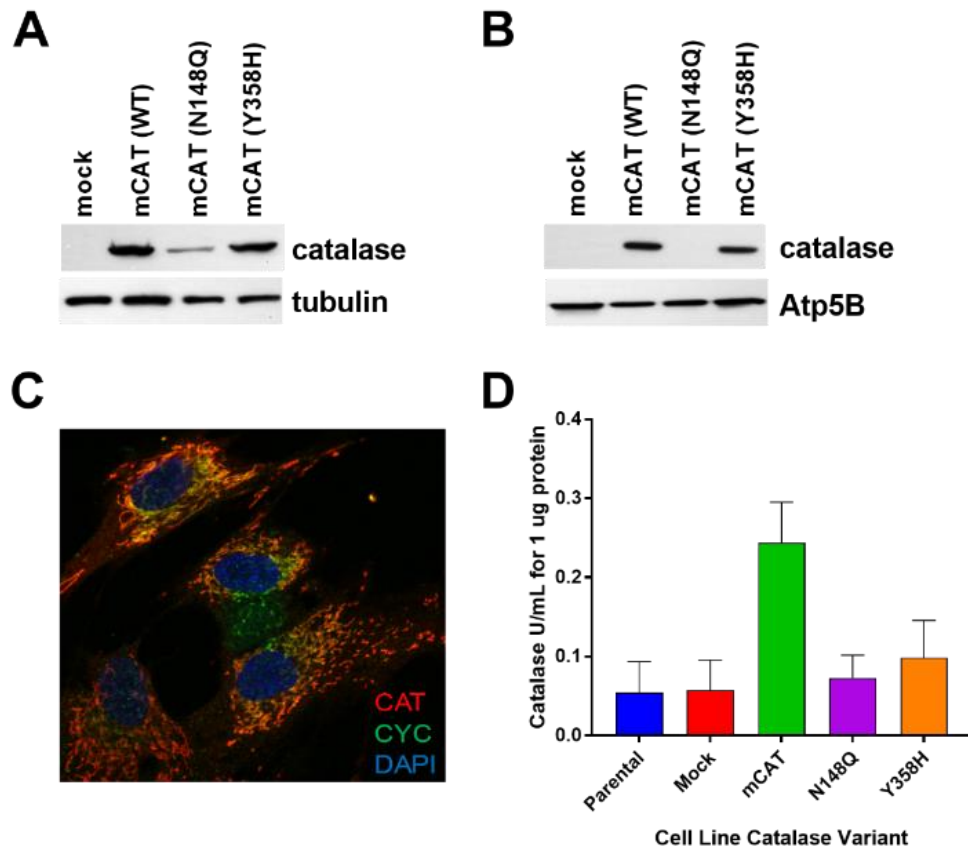 A
mock
mCAT (WT)
mCAT (N148Q)
mCAT (Y358H)
catalase
tubulin
B
mock
mCAT (WT)
mCAT (N148Q)
mCAT (Y358H)
catalase
Atp5B
C
CAT
CYC
DAPI
D
Catalase U/mL for 1 ug protein
0.4
0.3
0.2
0.1
0.0
Parental
Mock
mCAT
N148Q
Y358H
Cell Line Catalase Variant